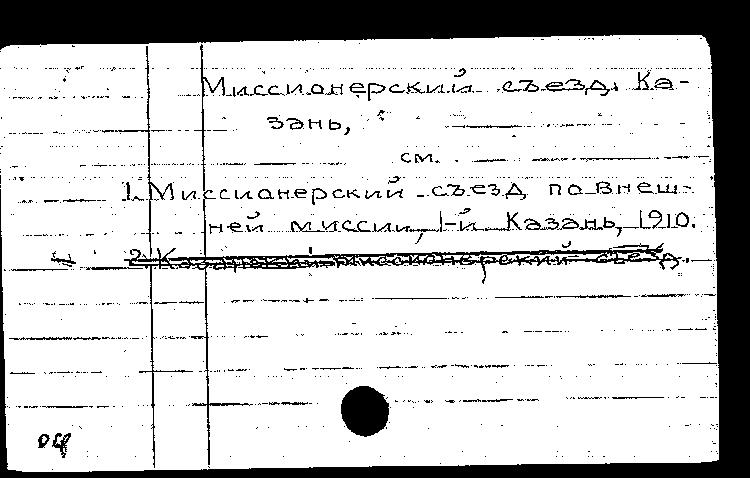 Миссионерский съезд. Ка-
зань,
см.
1. Миссионерский съезд по внеш-
ней миссии, 1-й Казань, 1910.
2. Казанский миссионерский съезд.